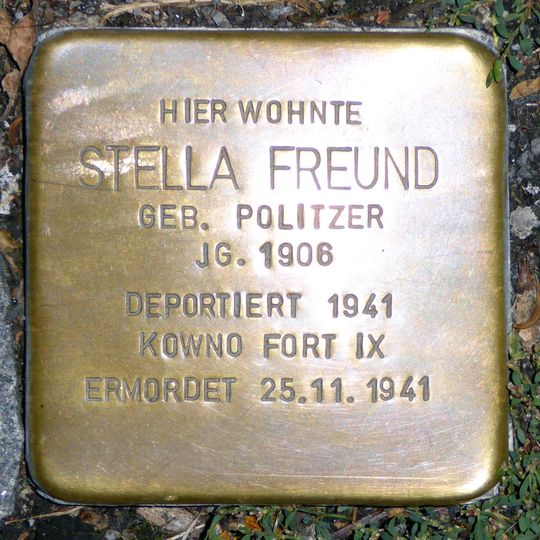 HIER WOHNTE
STELLA FREUND
GEB. POLITZER
JG. 1906
DEPORTIERT 1941
KOWNO FORT IX
ERMORDET 25.11.1941